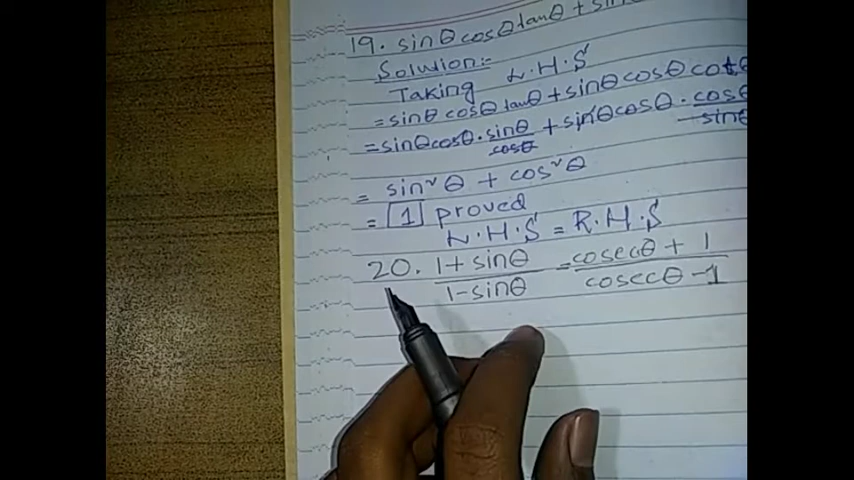 19. sinθ cosθ tanθ + sin
Solution:-
Taking L.H.S
= sinθ cosθ tanθ + sinθ cosθ cotθ
= sinθ cosθ . sinθ/cosθ + sinθ cosθ . cosθ/sinθ
= sin²θ + cos²θ
= 1 proved
L.H.S = R.H.S
20. 1+sinθ/1-sinθ = cosecθ + 1/cosecθ - 1